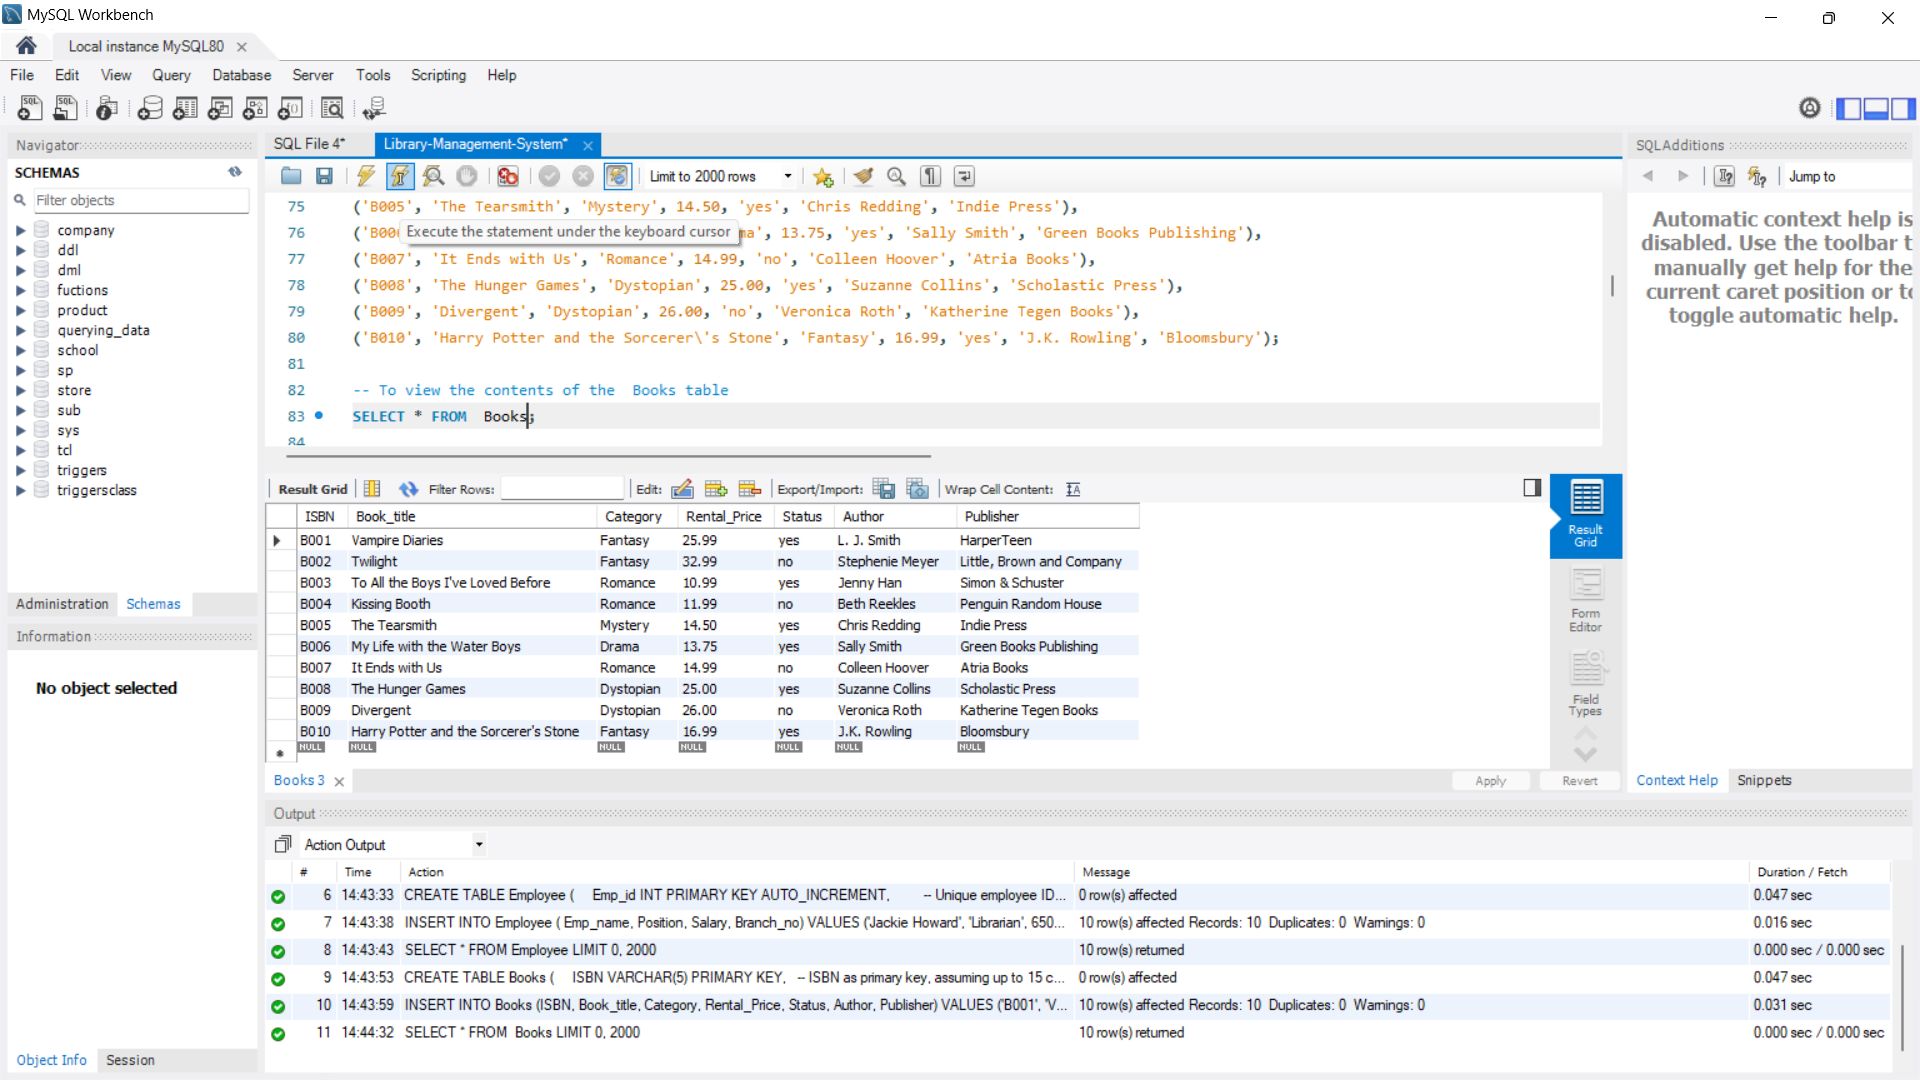 MySQL Workbench
Local instance MySQL80
File Edit View Query Database Server Tools Scripting Help
Navigator
SCHEMAS
Filter objects
company
ddl
dml
fuctions
product
querying_data
school
sp
store
sub
sys
tcl
triggers
triggersclass
Administration Schemas
Information
No object selected
Object Info Session
SQL File 4* Library-Management-System*
Limit to 2000 rows
75 ('B005', 'The Tearsmith', 'Mystery', 14.50, 'yes', 'Chris Redding', 'Indie Press'),
Execute the statement under the keyboard cursor
76 ('B00 ma', 13.75, 'yes', 'Sally Smith', 'Green Books Publishing'),
77 ('B007', 'It Ends with Us', 'Romance', 14.99, 'no', 'Colleen Hoover', 'Atria Books'),
78 ('B008', 'The Hunger Games', 'Dystopian', 25.00, 'yes', 'Suzanne Collins', 'Scholastic Press'),
79 ('B009', 'Divergent', 'Dystopian', 26.00, 'no', 'Veronica Roth', 'Katherine Tegen Books'),
80 ('B010', 'Harry Potter and the Sorcerer\'s Stone', 'Fantasy', 16.99, 'yes', 'J.K. Rowling', 'Bloomsbury');
81
82 -- To view the contents of the  Books table
83 SELECT * FROM  Books;
84
Result Grid Filter Rows: Edit: Export/Import: Wrap Cell Content:
ISBN Book_title Category Rental_Price Status Author Publisher
B001 Vampire Diaries Fantasy 25.99 yes L. J. Smith HarperTeen
B002 Twilight Fantasy 32.99 no Stephenie Meyer Little, Brown and Company
B003 To All the Boys I've Loved Before Romance 10.99 yes Jenny Han Simon & Schuster
B004 Kissing Booth Romance 11.99 no Beth Reekles Penguin Random House
B005 The Tearsmith Mystery 14.50 yes Chris Redding Indie Press
B006 My Life with the Water Boys Drama 13.75 yes Sally Smith Green Books Publishing
B007 It Ends with Us Romance 14.99 no Colleen Hoover Atria Books
B008 The Hunger Games Dystopian 25.00 yes Suzanne Collins Scholastic Press
B009 Divergent Dystopian 26.00 no Veronica Roth Katherine Tegen Books
B010 Harry Potter and the Sorcerer's Stone Fantasy 16.99 yes J.K. Rowling Bloomsbury
NULL NULL NULL NULL NULL NULL NULL
Result
Grid
Form
Editor
Field
Types
Books 3
Apply Revert
SQLAdditions
Jump to
Automatic context help is
disabled. Use the toolbar t
manually get help for the
current caret position or to
toggle automatic help.
Context Help Snippets
Output
Action Output
# Time Action Message Duration / Fetch
6 14:43:33 CREATE TABLE Employee ( Emp_id INT PRIMARY KEY AUTO_INCREMENT, -- Unique employee ID... 0 row(s) affected 0.047 sec
7 14:43:38 INSERT INTO Employee ( Emp_name, Position, Salary, Branch_no) VALUES ('Jackie Howard', 'Librarian', 650... 10 row(s) affected Records: 10 Duplicates: 0 Warnings: 0 0.016 sec
8 14:43:43 SELECT * FROM Employee LIMIT 0, 2000 10 row(s) returned 0.000 sec / 0.000 sec
9 14:43:53 CREATE TABLE Books ( ISBN VARCHAR(5) PRIMARY KEY, -- ISBN as primary key, assuming up to 15 c... 0 row(s) affected 0.047 sec
10 14:43:59 INSERT INTO Books (ISBN, Book_title, Category, Rental_Price, Status, Author, Publisher) VALUES ('B001', 'V... 10 row(s) affected Records: 10 Duplicates: 0 Warnings: 0 0.031 sec
11 14:44:32 SELECT * FROM  Books LIMIT 0, 2000 10 row(s) returned 0.000 sec / 0.000 sec